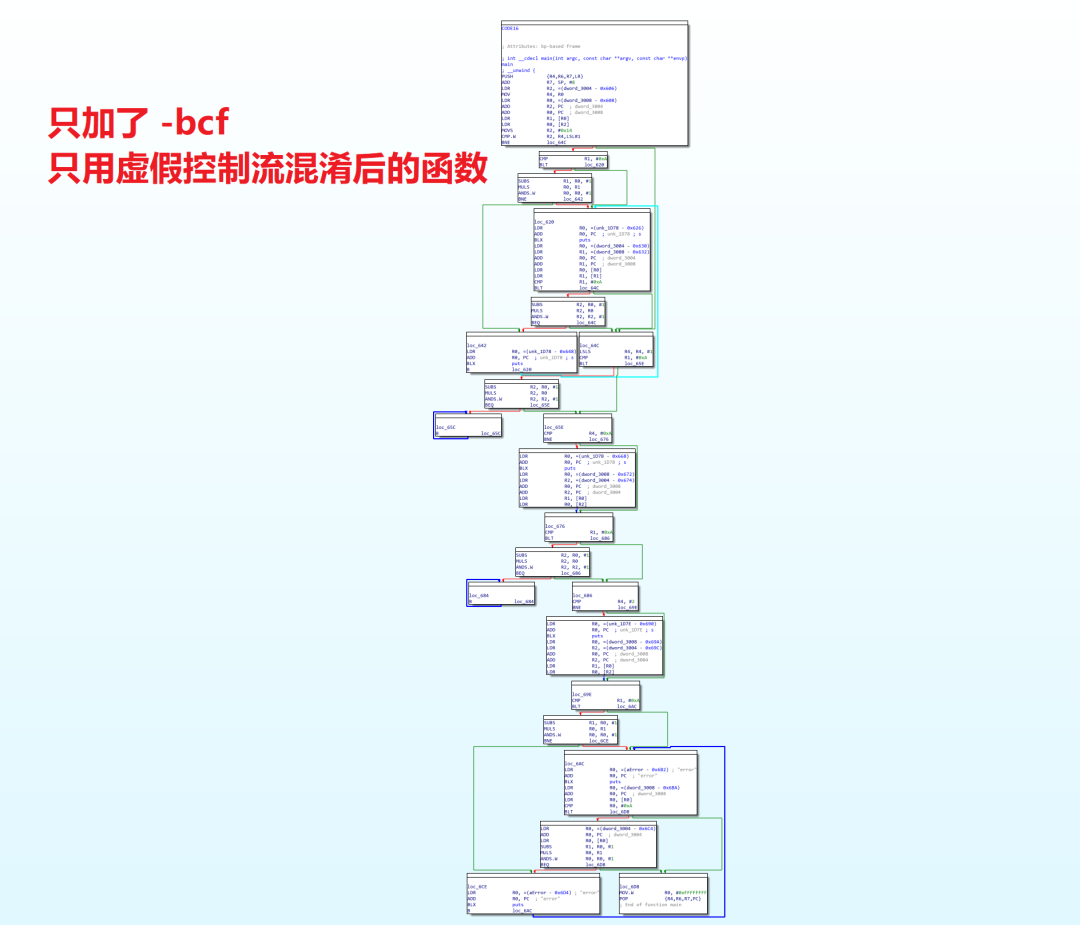 只加了 -bcf
只用虚假控制流混淆后的函数
CODE16
; Attributes: bp-based frame
; int __cdecl main(int argc, const char **argv, const char **envp)
main
; __unwind {
PUSH {R4,R6,R7,LR}
ADD R7, SP, #8
LDR R2, =(dword_3004 - 0x606)
MOV R4, R0
LDR R0, =(dword_3008 - 0x608)
ADD R2, PC ; dword_3004
ADD R0, PC ; dword_3008
LDR R1, [R0]
LDR R0, [R2]
MOVS R2, #0x14
CMP.W R2, R4,LSL#1
BNE loc_64C
CMP R1, #0xA
BLT loc_620
SUBS R1, R0, #1
MULS R0, R1
ANDS.W R0, R0, #1
BNE loc_642
loc_620
LDR R0, =(unk_1D78 - 0x626)
ADD R0, PC ; unk_1D78 ; s
BLX puts
LDR R0, =(dword_3004 - 0x630)
LDR R1, =(dword_3008 - 0x632)
ADD R0, PC ; dword_3004
ADD R1, PC ; dword_3008
LDR R0, [R0]
LDR R1, [R1]
CMP R1, #0xA
BLT loc_64C
SUBS R2, R0, #1
MULS R2, R0
ANDS.W R2, R2, #1
BEQ loc_64C
loc_642
LDR R0, =(unk_1D78 - 0x648)
ADD R0, PC ; unk_1D78 ; s
BLX puts
B loc_620
loc_64C
LSLS R4, R4, #1
CMP R1, #0xA
BLT loc_65E
SUBS R2, R0, #1
MULS R2, R0
ANDS.W R2, R2, #1
BEQ loc_65E
loc_65C
B loc_65C
loc_65E
CMP R4, #0xA
BNE loc_676
LDR R0, =(unk_1D7B - 0x668)
ADD R0, PC ; unk_1D7B ; s
BLX puts
LDR R0, =(dword_3008 - 0x672)
LDR R2, =(dword_3004 - 0x674)
ADD R0, PC ; dword_3008
ADD R2, PC ; dword_3004
LDR R1, [R0]
LDR R0, [R2]
loc_676
CMP R1, #0xA
BLT loc_686
SUBS R2, R0, #1
MULS R2, R0
ANDS.W R2, R2, #1
BEQ loc_686
loc_684
B loc_684
loc_686
CMP R4, #2
BNE loc_69E
LDR R0, =(unk_1D7E - 0x690)
ADD R0, PC ; unk_1D7E ; s
BLX puts
LDR R0, =(dword_3008 - 0x69A)
LDR R2, =(dword_3004 - 0x69C)
ADD R0, PC ; dword_3008
ADD R2, PC ; dword_3004
LDR R1, [R0]
LDR R0, [R2]
loc_69E
CMP R1, #0xA
BLT loc_6AC
SUBS R1, R0, #1
MULS R0, R1
ANDS.W R0, R0, #1
BNE loc_6CE
loc_6AC
LDR R0, =(aError - 0x6B2) ; "error"
ADD R0, PC ; "error"
BLX puts
LDR R0, =(dword_3008 - 0x6BA)
ADD R0, PC ; dword_3008
LDR R0, [R0]
CMP R0, #0xA
BLT loc_6D8
LDR R0, =(dword_3004 - 0x6C4)
ADD R0, PC ; dword_3004
LDR R0, [R0]
SUBS R1, R0, #1
MULS R0, R1
ANDS.W R0, R0, #1
BEQ loc_6D8
loc_6CE
LDR R0, =(aError - 0x6D4) ; "error"
ADD R0, PC ; "error"
BLX puts
B loc_6AC
loc_6D8
MOV.W R0, #0xFFFFFFFF
POP {R4,R6,R7,PC}
; End of function main